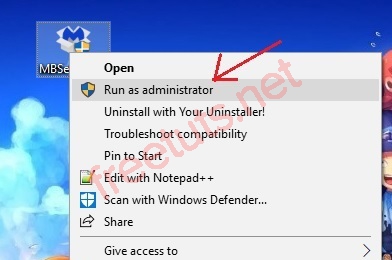 MBSe
Open
Run as administrator
Uninstall with Your Uninstaller!
Troubleshoot compatibility
Pin to Start
Edit with Notepad++
Scan with Windows Defender...
Share
Give access to
freetuts.net